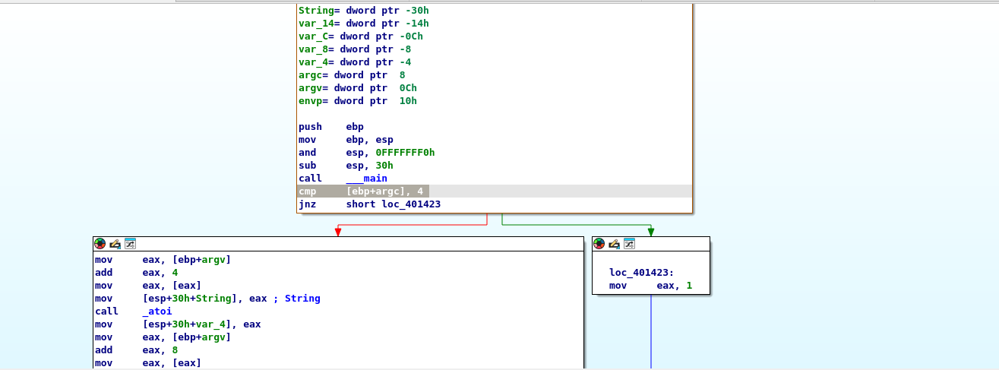 String= dword ptr -30h
var_14= dword ptr -14h
var_C= dword ptr -0Ch
var_8= dword ptr -8
var_4= dword ptr -4
argc= dword ptr  8
argv= dword ptr  0Ch
envp= dword ptr  10h
push    ebp
mov     ebp, esp
and     esp, 0FFFFFFF0h
sub     esp, 30h
call    ___main
cmp     [ebp+argc], 4
jnz     short loc_401423
mov     eax, [ebp+argv]
add     eax, 4
mov     eax, [eax]
mov     [esp+30h+String], eax ; String
call    _atoi
mov     [esp+30h+var_4], eax
mov     eax, [ebp+argv]
add     eax, 8
mov     eax, [eax]
loc_401423:
mov     eax, 1